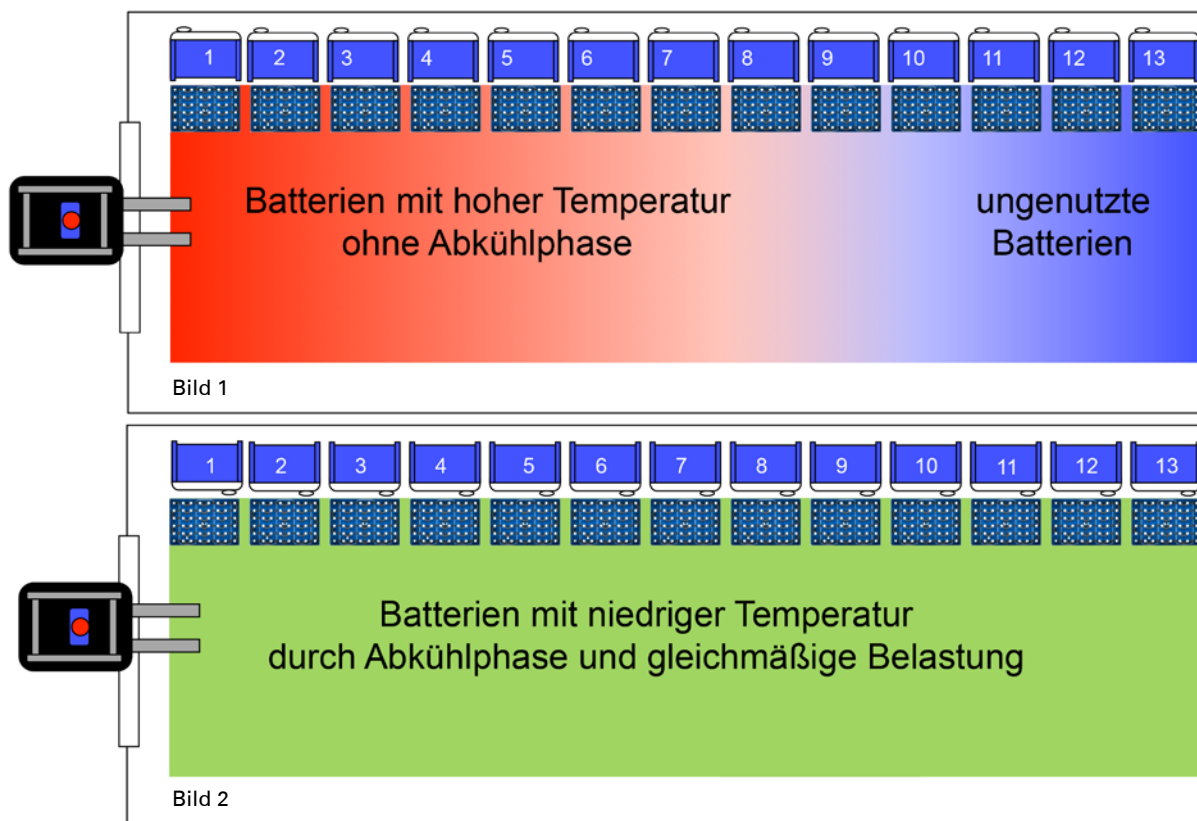 1 2 3 4 5 6 7 8 9 10 11 12 13
Batterien mit hoher Temperatur
ohne Abkühlphase
ungenutzte
Batterien
Bild 1
1 2 3 4 5 6 7 8 9 10 11 12 13
Batterien mit niedriger Temperatur
durch Abkühlphase und gleichmäßige Belastung
Bild 2